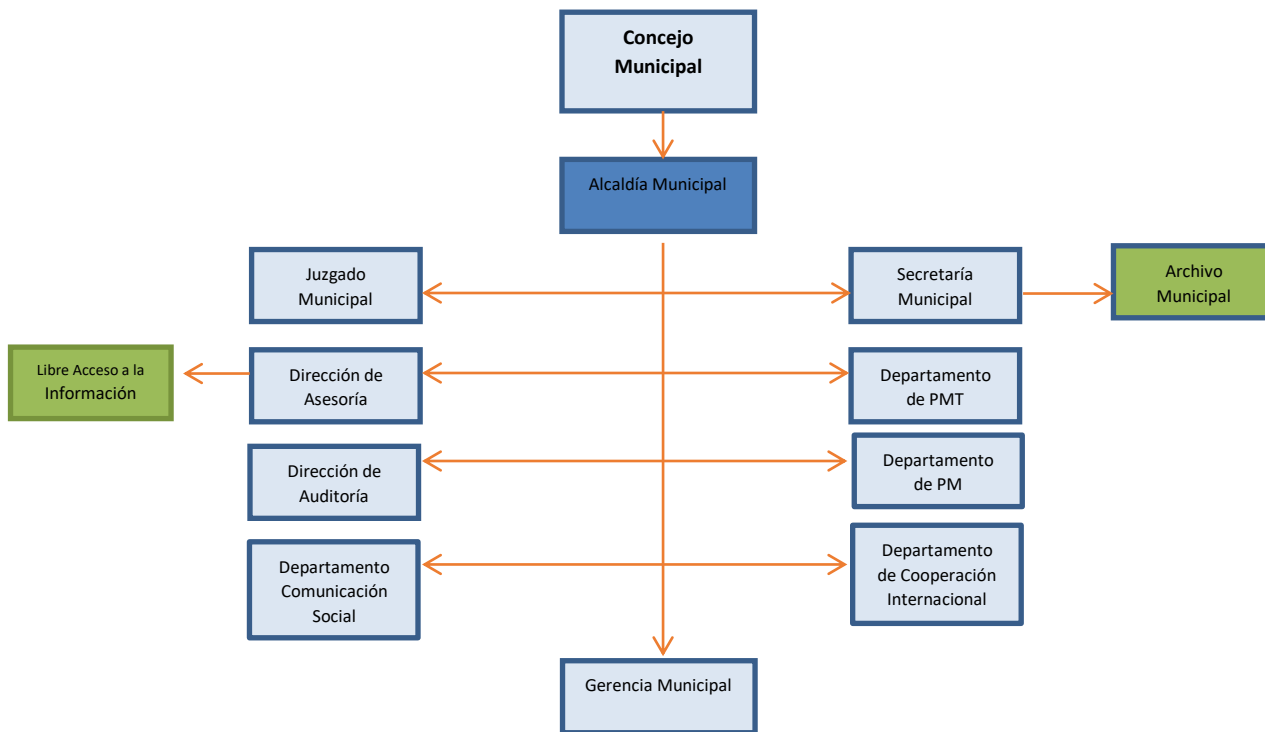 Concejo
Municipal
Alcaldía Municipal
Juzgado
Municipal
Secretaría
Municipal
Archivo
Municipal
Libre Acceso a la
Información
Dirección de
Asesoría
Departamento
de PMT
Dirección de
Auditoría
Departamento
de PM
Departamento
Comunicación
Social
Departamento
de Cooperación
Internacional
Gerencia Municipal